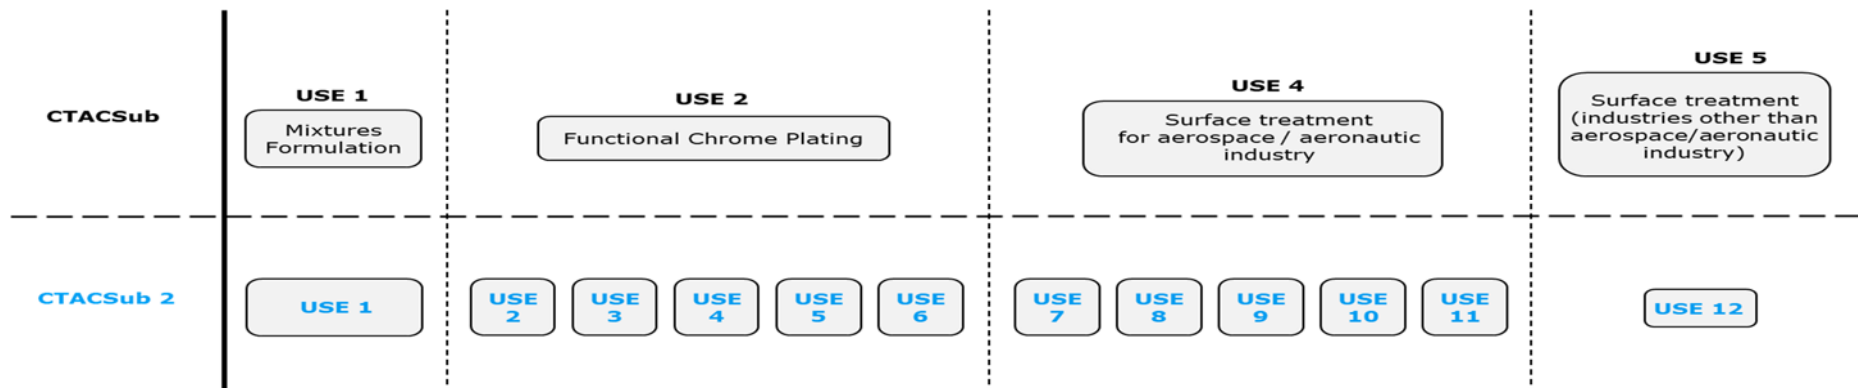 CTACSub
USE 1
Mixtures
Formulation
USE 2
Functional Chrome Plating
USE 4
Surface treatment
for aerospace / aeronautic
industry
USE 5
Surface treatment
(industries other than
aerospace/aeronautic
industry)
CTACSub 2
USE 1
USE
2
USE
3
USE
4
USE
5
USE
6
USE
7
USE
8
USE
9
USE
10
USE
11
USE 12